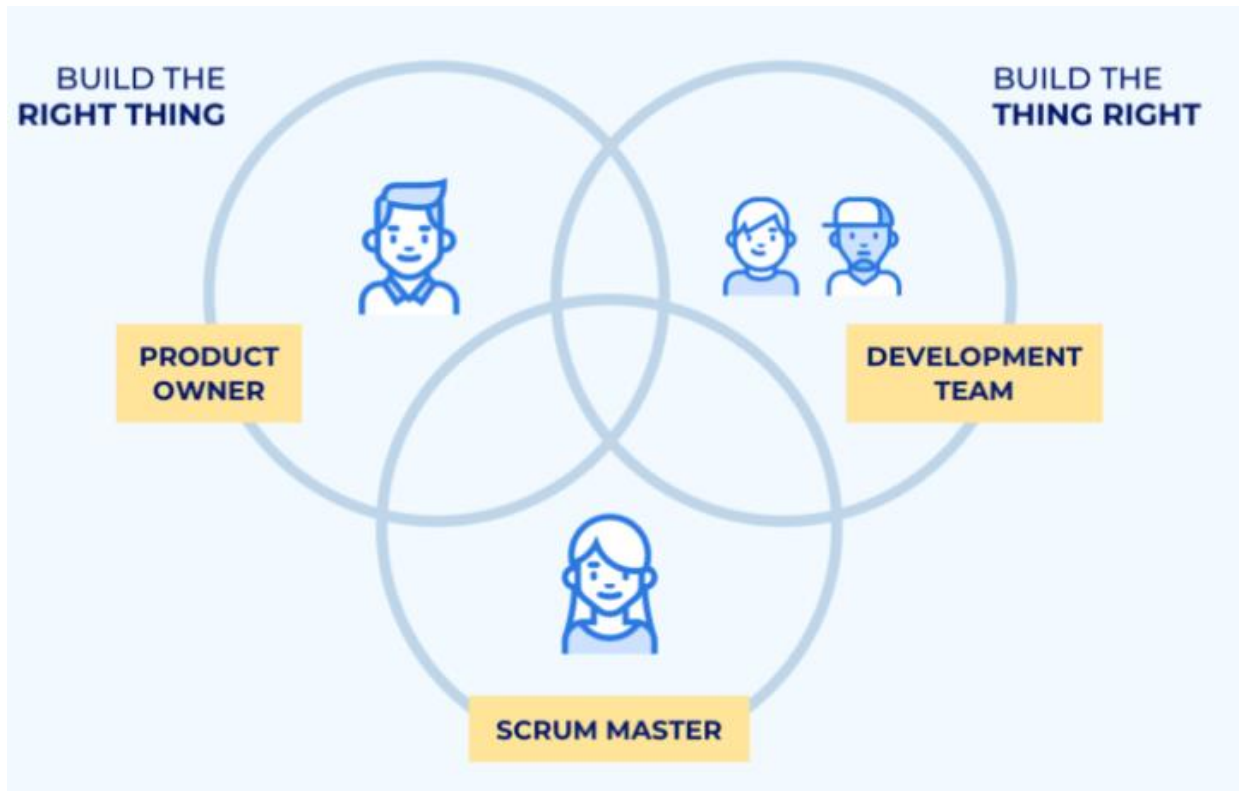 BUILD THE
RIGHT THING
BUILD THE
THING RIGHT
PRODUCT
OWNER
DEVELOPMENT
TEAM
SCRUM MASTER